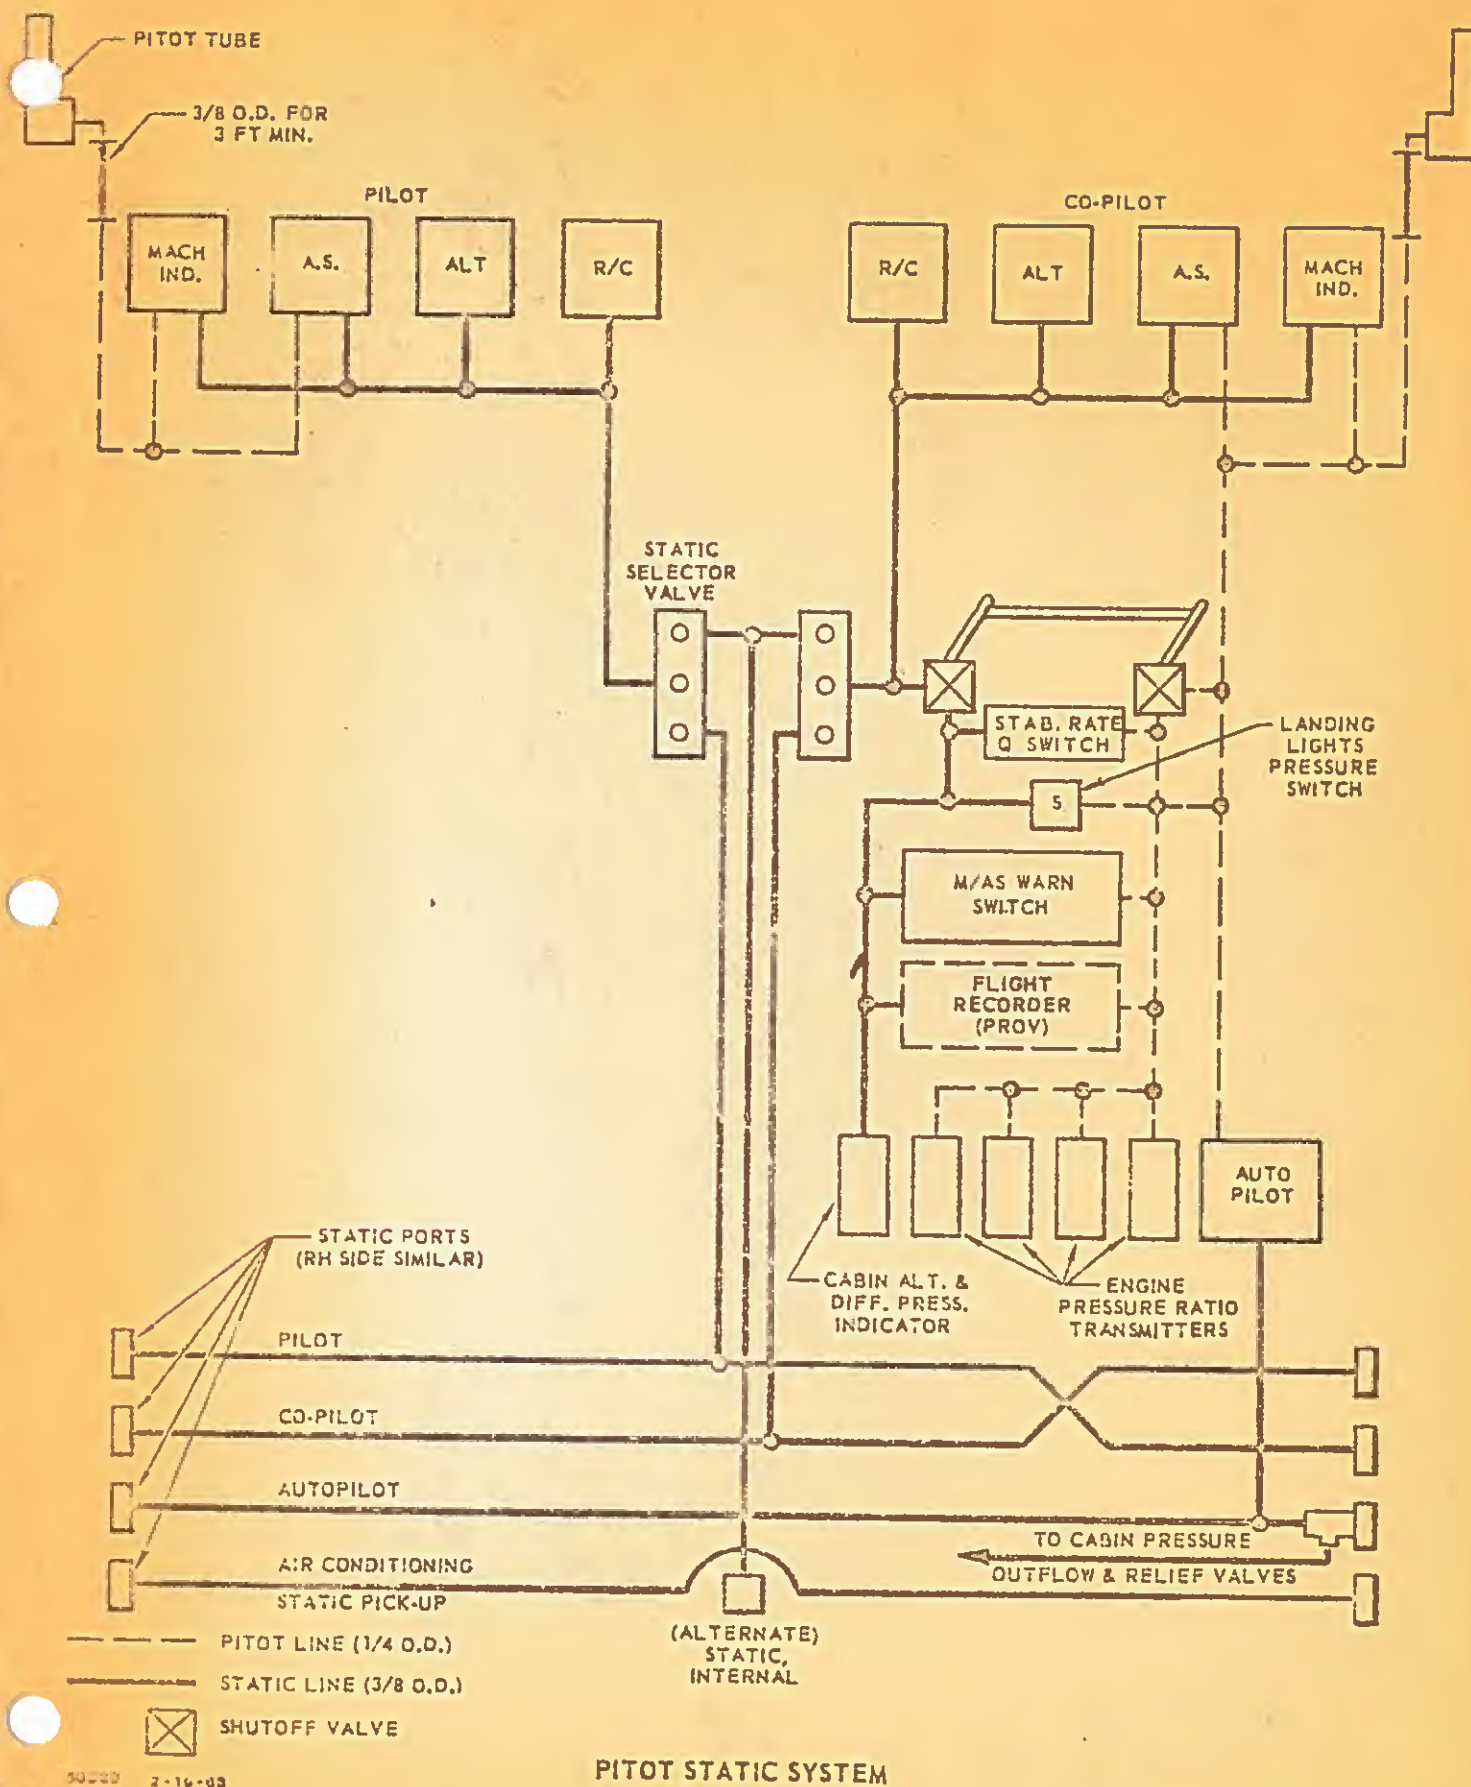 PITOT TUBE
3/8 O.D. FOR
3 FT MIN.
PILOT
CO-PILOT
MACH
IND.
A.S.
ALT
R/C
R/C
ALT
A.S.
MACH
IND.
STATIC
SELECTOR
VALVE
STAB. RATE
Q SWITCH
LANDING
LIGHTS
PRESSURE
SWITCH
S
M/AS WARN
SWITCH
FLIGHT
RECORDER
(PROV)
AUTO
PILOT
STATIC PORTS
(RH SIDE SIMILAR)
CABIN ALT. &
DIFF. PRESS.
INDICATOR
ENGINE
PRESSURE RATIO
TRANSMITTERS
PILOT
CO-PILOT
AUTOPILOT
TO CABIN PRESSURE
OUTFLOW & RELIEF VALVES
AIR CONDITIONING
STATIC PICK-UP
(ALTERNATE)
STATIC,
INTERNAL
PITOT LINE (1/4 O.D.)
STATIC LINE (3/8 O.D.)
SHUTOFF VALVE
PITOT STATIC SYSTEM